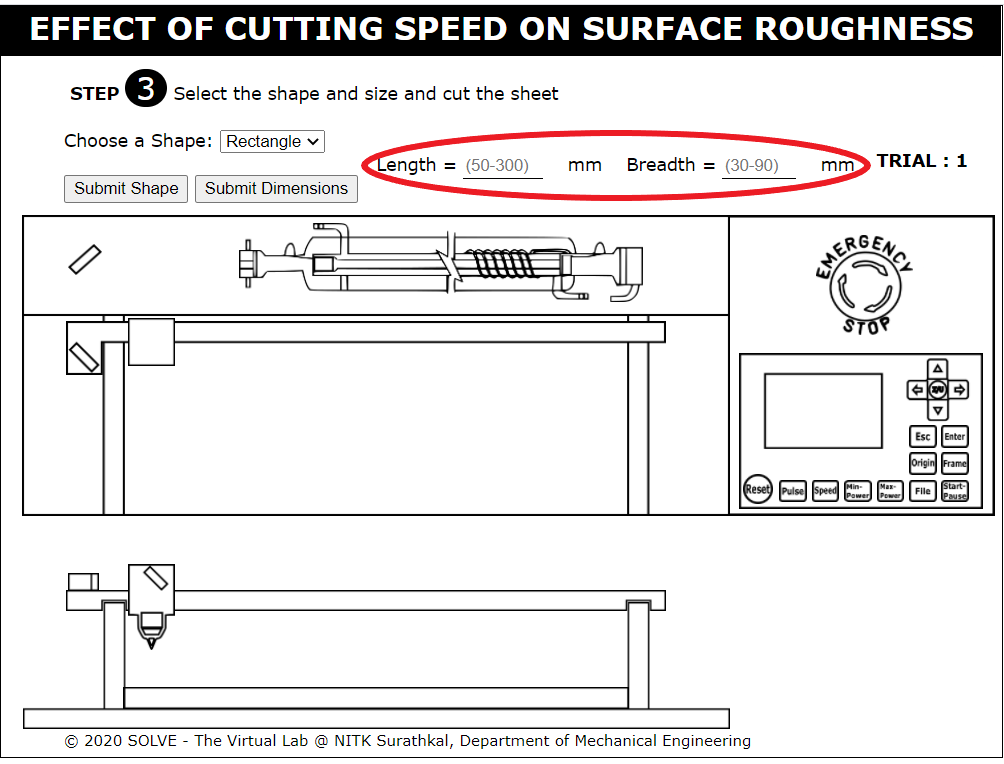 EFFECT OF CUTTING SPEED ON SURFACE ROUGHNESS
STEP 3 Select the shape and size and cut the sheet
Choose a Shape: Rectangle
Length = (50-300) mm Breadth = (30-90) mm
TRIAL : 1
Submit Shape Submit Dimensions
EMERGENCY
STOP
Z/U
Esc Enter
Origin Frame
Reset Pulse Speed Min-Power Max-Power File Start-Pause
© 2020 SOLVE - The Virtual Lab @ NITK Surathkal, Department of Mechanical Engineering